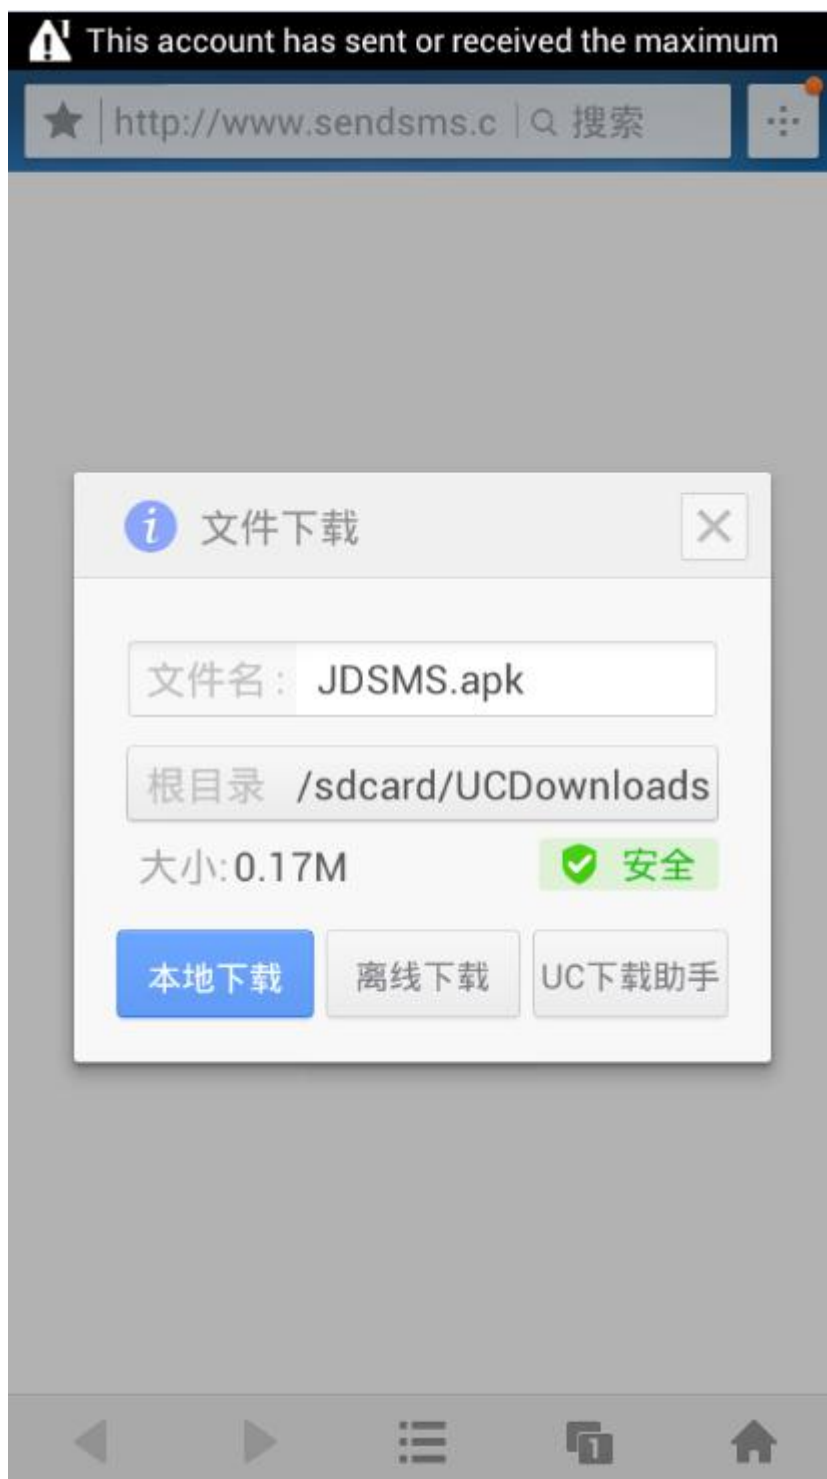 This account has sent or received the maximum
http://www.sendsms.c 搜索
文件下载
文件名: JDSMS.apk
根目录 /sdcard/UCDownloads
大小:0.17M 安全
本地下载 离线下载 UC下载助手
1